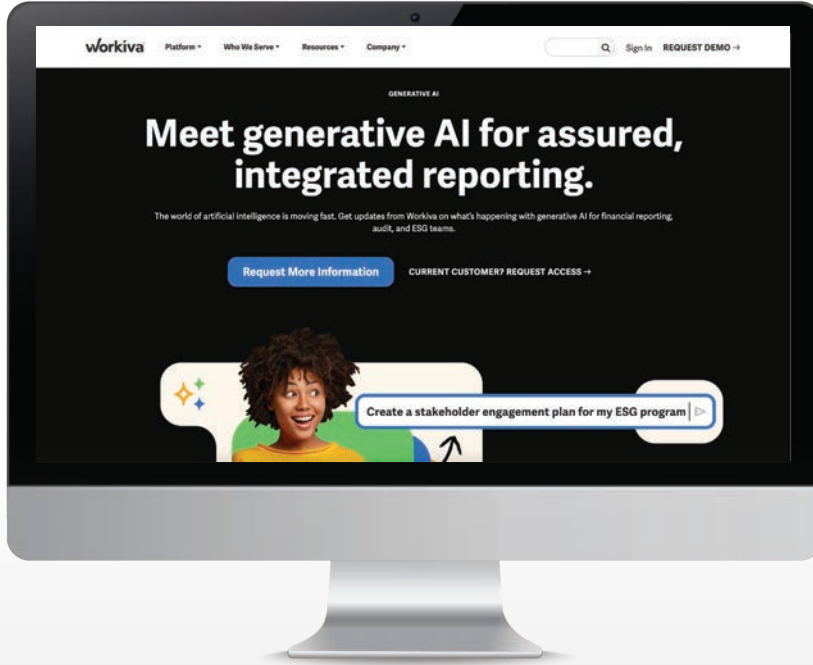 workiva
Platform Who We Serve Resources Company
Sign In REQUEST DEMO →
GENERATIVE AI
Meet generative AI for assured,
integrated reporting.
The world of artificial intelligence is moving fast. Get updates from Workiva on what's happening with generative AI for financial reporting,
audit, and ESG teams.
Request More Information
CURRENT CUSTOMER? REQUEST ACCESS →
Create a stakeholder engagement plan for my ESG program